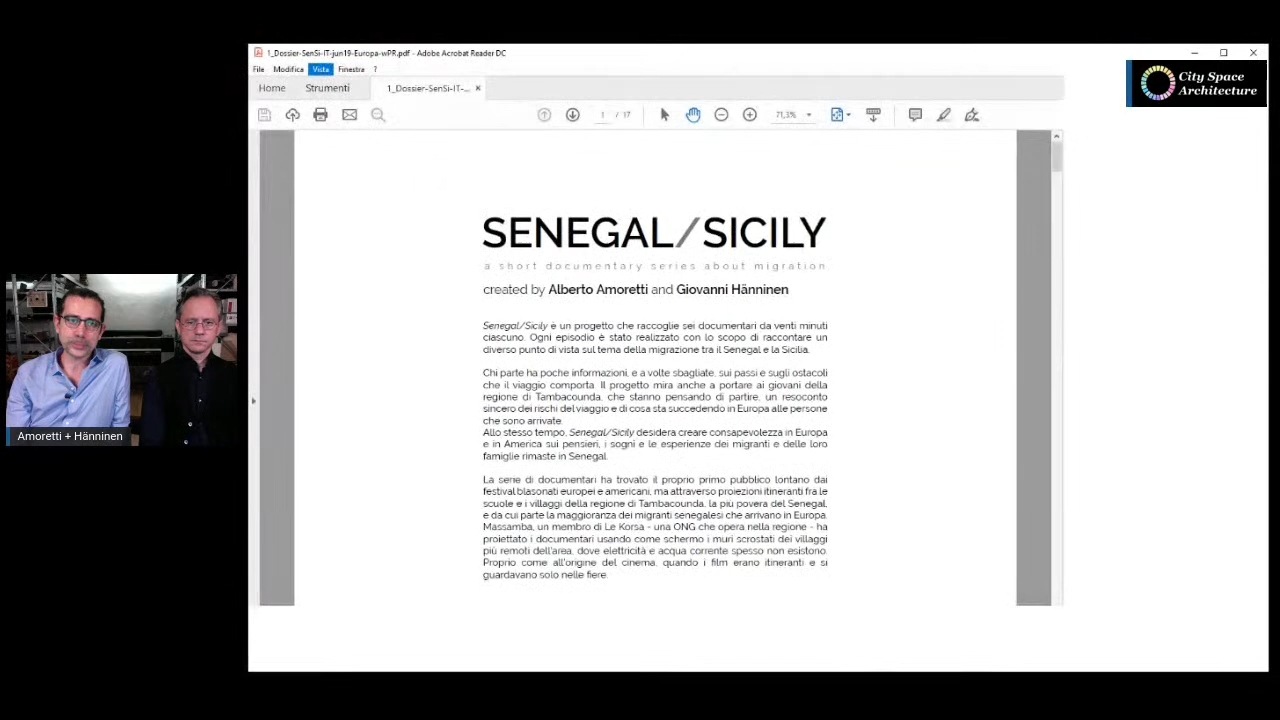 1_Dossier-SenSi-IT-jun19-Europa-wPR.pdf - Adobe Acrobat Reader DC
File Modifica Vista Finestra ?
Home Strumenti 1_Dossier-SenSi-IT-... ×
1 / 17 71,3%
City Space
Architecture
SENEGAL/SICILY
a short documentary series about migration
created by Alberto Amoretti and Giovanni Hänninen
Senegal/Sicily è un progetto che raccoglie sei documentari da venti minuti
ciascuno. Ogni episodio è stato realizzato con lo scopo di raccontare un
diverso punto di vista sul tema della migrazione tra il Senegal e la Sicilia.
Chi parte ha poche informazioni, e a volte sbagliate, sui passi e sugli ostacoli
che il viaggio comporta. Il progetto mira anche a portare ai giovani della
regione di Tambacounda, che stanno pensando di partire, un resoconto
sincero dei rischi del viaggio e di cosa sta succedendo in Europa alle persone
che sono arrivate.
Allo stesso tempo, Senegal/Sicily desidera creare consapevolezza in Europa
e in America sui pensieri, i sogni e le esperienze dei migranti e delle loro
famiglie rimaste in Senegal.
La serie di documentari ha trovato il proprio primo pubblico lontano dai
festival blasonati europei e americani, ma attraverso proiezioni itineranti fra le
scuole e i villaggi della regione di Tambacounda, la più povera del Senegal,
e da cui parte la maggioranza dei migranti senegalesi che arrivano in Europa.
Massamba, un membro di Le Korsa - una ONG che opera nella regione - ha
proiettato i documentari usando come schermo i muri scrostati dei villaggi
più remoti dell'area, dove elettricità e acqua corrente spesso non esistono.
Proprio come all'origine del cinema, quando i film erano itineranti e si
guardavano solo nelle fiere.
Amoretti + Hänninen